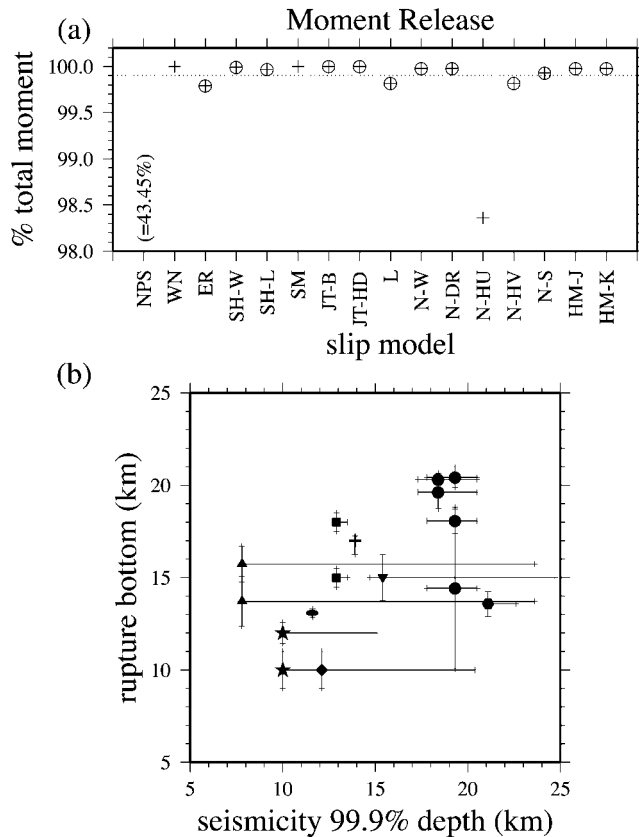 Moment Release
(a)
% total moment
100.0
99.5
99.0
98.5
98.0
(=43.45%)
NPS
WN
ER
SH-W
SH-L
SM
JT-B
JT-HD
L
N-W
N-DR
N-HU
N-HV
N-S
HM-J
HM-K
slip model
(b)
rupture bottom (km)
25
20
15
10
5
5
10
15
20
25
seismicity 99.9% depth (km)